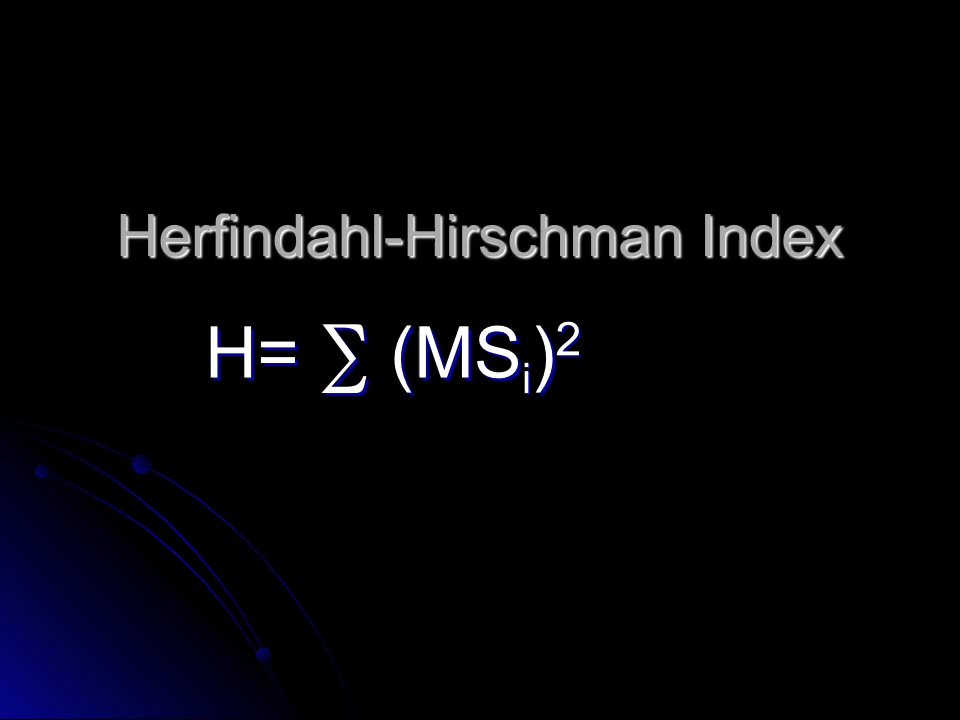 Herfindahl-Hirschman Index
H= ∑ (MSᵢ)²